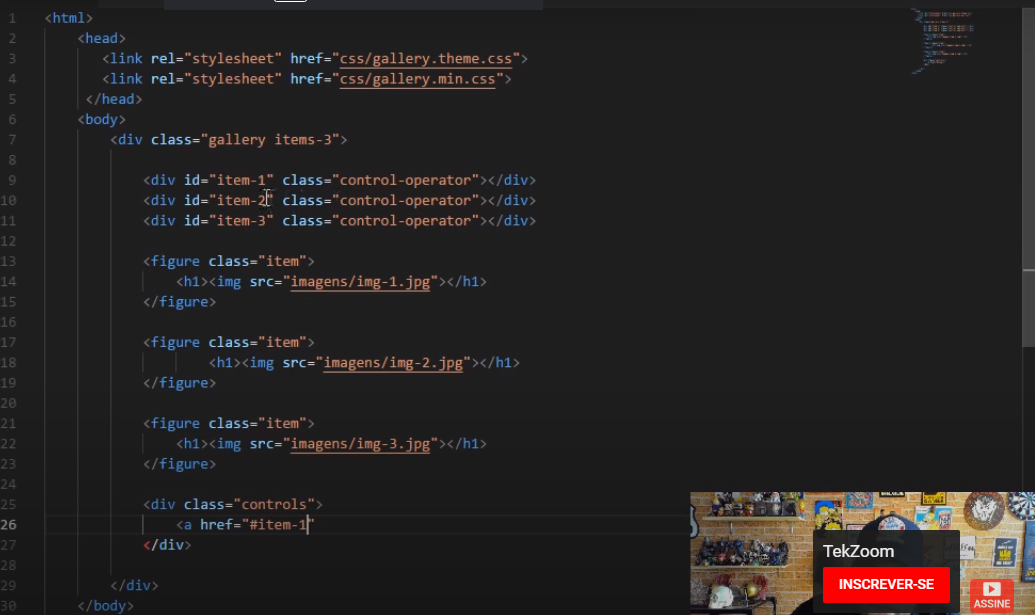 1 <html>
2 <head>
3 <link rel="stylesheet" href="css/gallery.theme.css">
4 <link rel="stylesheet" href="css/gallery.min.css">
5 </head>
6 <body>
7 <div class="gallery items-3">
8
9 <div id="item-1" class="control-operator"></div>
10 <div id="item-2" class="control-operator"></div>
11 <div id="item-3" class="control-operator"></div>
12
13 <figure class="item">
14 <h1><img src="imagens/img-1.jpg"></h1>
15 </figure>
16
17 <figure class="item">
18 <h1><img src="imagens/img-2.jpg"></h1>
19 </figure>
20
21 <figure class="item">
22 <h1><img src="imagens/img-3.jpg"></h1>
23 </figure>
24
25 <div class="controls">
26 <a href="#item-1"
27 </div>
28
29 </div>
30 </body>
TekZoom
INSCREVER-SE
ASSINE